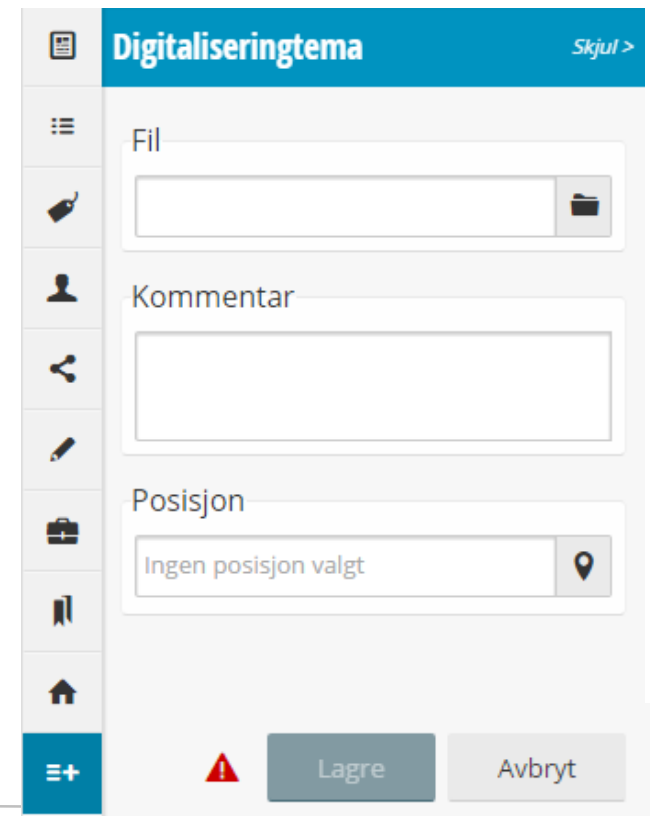 Digitaliseringtema
Skjul >
Fil
Kommentar
Posisjon
Ingen posisjon valgt
Lagre
Avbryt